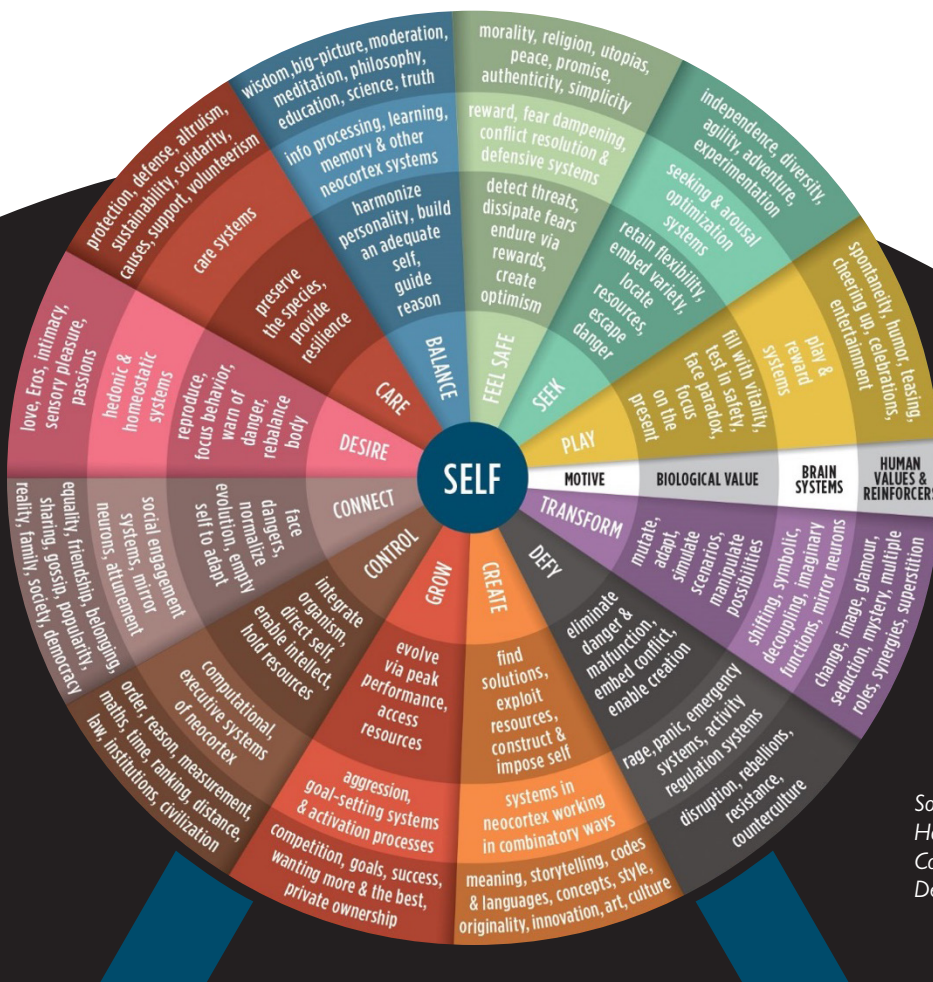 SELF
MOTIVE
BIOLOGICAL VALUE
BRAIN
SYSTEMS
HUMAN
VALUES &
REINFORCERS
BALANCE
harmonize
personality, build
an adequate
self,
guide
reason
info processing, learning,
memory & other
neocortex systems
wisdom,big-picture, moderation,
meditation, philosophy,
education, science, truth
FEEL SAFE
detect threats,
dissipate fears
endure via
rewards,
create
optimism
reward, fear dampening,
conflict resolution &
defensive systems
morality, religion, utopias,
peace, promise,
authenticity, simplicity
SEEK
retain flexibility,
embed variety,
locate
resources,
escape
danger
seeking & arousal
optimization
systems
independence, diversity,
agility, adventure,
experimentation
PLAY
fill with vitality,
test in safety,
face paradox,
focus
on the
present
play &
reward
systems
spontaneity, humor, teasing,
cheering up, celebrations,
entertainment
TRANSFORM
mutate,
adapt,
simulate
scenarios,
manipulate
possibilities
shifting, symbolic,
decoupling, imaginary
functions, mirror neurons
change, image, glamour,
seduction, mystery, multiple
roles, synergies, superstition
DEFY
eliminate
danger &
malfunction,
embed conflict,
enable creation
rage, panic, emergency
systems, activity
regulation systems
disruption, rebellions,
resistance,
counterculture
CREATE
find
solutions,
exploit
resources,
construct &
impose self
systems in
neocortex working
in combinatory ways
meaning, storytelling, codes
& languages, concepts, style,
originality, innovation, art, culture
GROW
evolve
via peak
performance,
access
resources
aggression,
goal-setting systems
& activation processes
competition, goals, success,
wanting more & the best,
private ownership
CONTROL
integrate
organism,
direct self,
enable intellect,
hold resources
computational,
executive systems
of neocortex
order, reason, measurement,
maths, time, ranking, distance,
law, institutions, civilization
CONNECT
face
dangers,
normalize
evolution, empty
self to adapt
social engagement
systems, mirror
neurons, attunement
equality, friendship, belonging,
sharing, gossip, popularity,
reality, family, society, democracy
DESIRE
reproduce,
focus behavior,
warn of
danger,
rebalance
body
hedonic &
homeostatic
systems
love, Eros, intimacy,
sensory pleasure,
passions
CARE
preserve
the species,
provide
resilience
care systems
protection, defense, altruism,
sustainability, solidarity,
causes, support, volunteerism